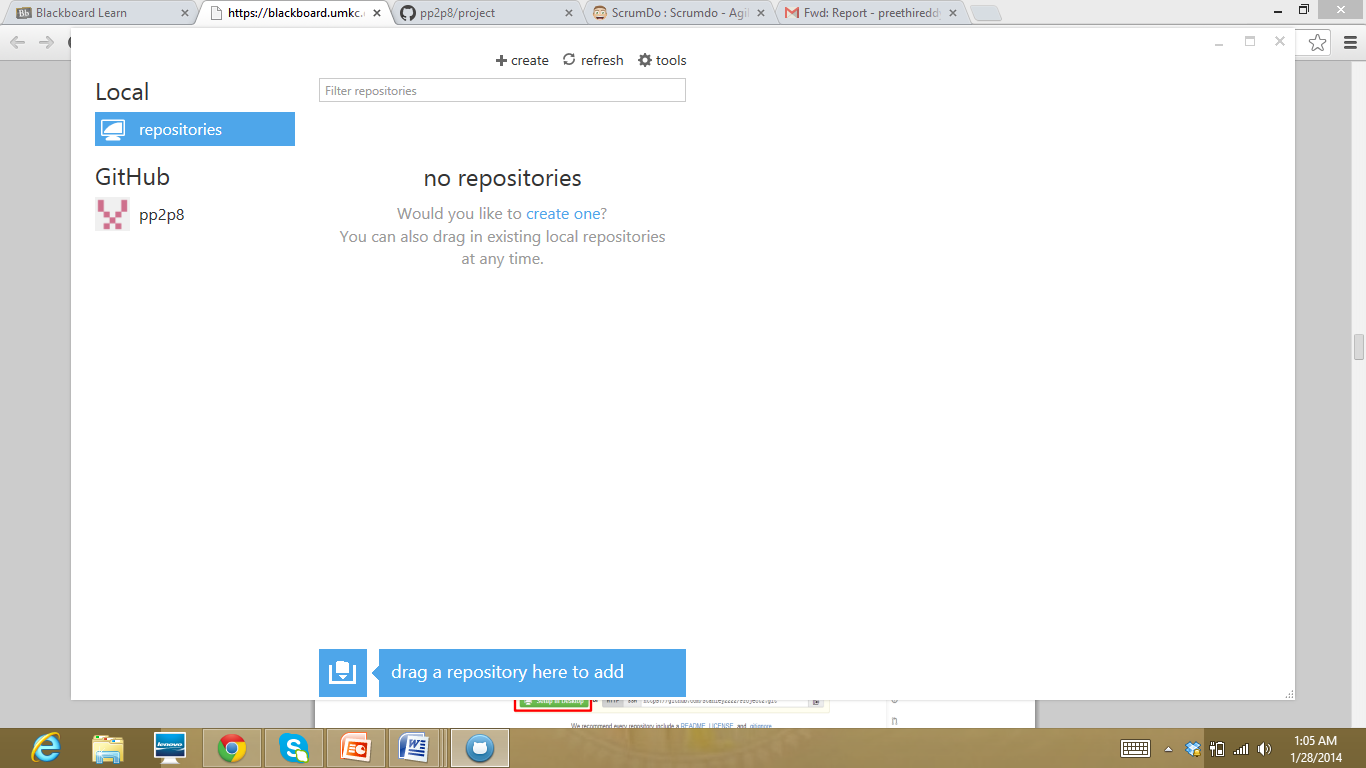 Blackboard Learn
https://blackboard.umkc.
pp2p8/project
ScrumDo : Scrumdo - Agil
Fwd: Report - preethireddy
create
refresh
tools
Local
Filter repositories
repositories
no repositories
GitHub
Would you like to create one?
pp2p8
You can also drag in existing local repositories
at any time.
drag a repository here to add
We recommend every repository include a README, LICENSE, and .gitignore
lenovo
1:05 AM
1/28/2014